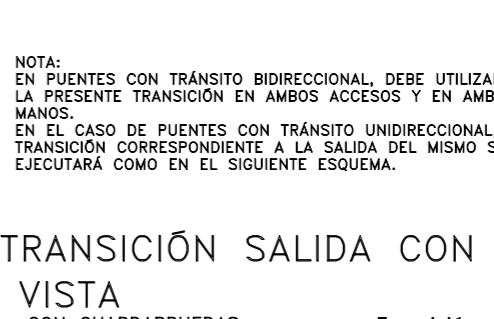 NOTA:
EN PUENTES CON TRÁNSITO BIDIRECCIONAL, DEBE
LA PRESENTE TRANSICIÓN EN AMBOS ACCESOS Y EN
MANOS.
EN EL CASO DE PUENTES CON TRÁNSITO UNIDIRECCIONAL,
TRANSICIÓN CORRESPONDIENTE A LA SALIDA DEL MISMO
EJECUTARÁ COMO EN EL SIGUIENTE ESQUEMA.
TRANSICIÓN SALIDA CON
VISTA